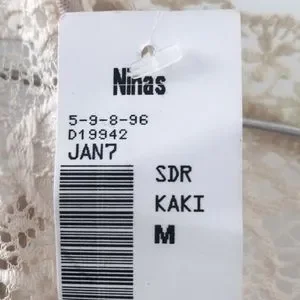 Ninas
5-9-8-96
D19942
JAN7
SDR
KAKI
M